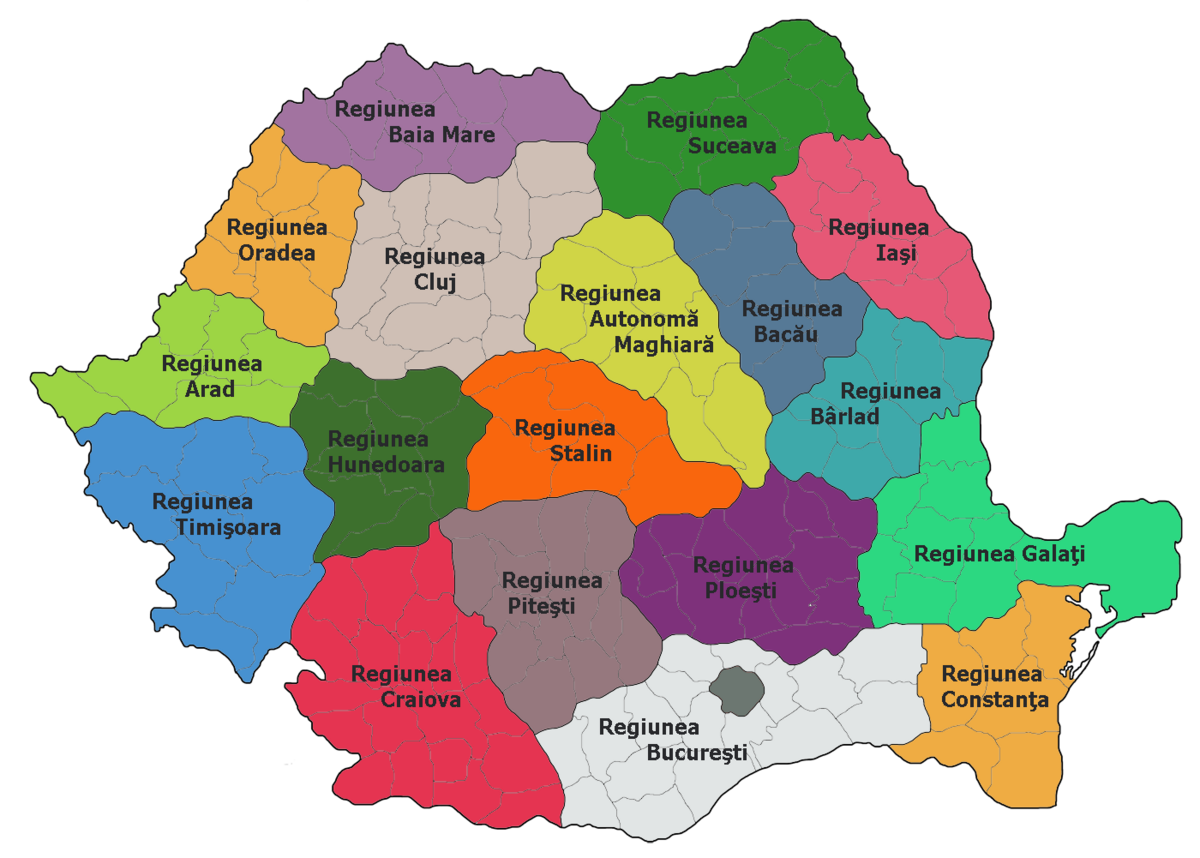 Regiunea
Baia Mare
Regiunea
Suceava
Regiunea
Oradea
Regiunea
Cluj
Regiunea
Iaşi
Regiunea
Autonomă
Maghiară
Regiunea
Bacău
Regiunea
Arad
Regiunea
Bârlad
Regiunea
Hunedoara
Regiunea
Stalin
Regiunea
Timişoara
Regiunea Galaţi
Regiunea
Ploeşti
Regiunea
Piteşti
Regiunea
Craiova
Regiunea
Constanţa
Regiunea
Bucureşti